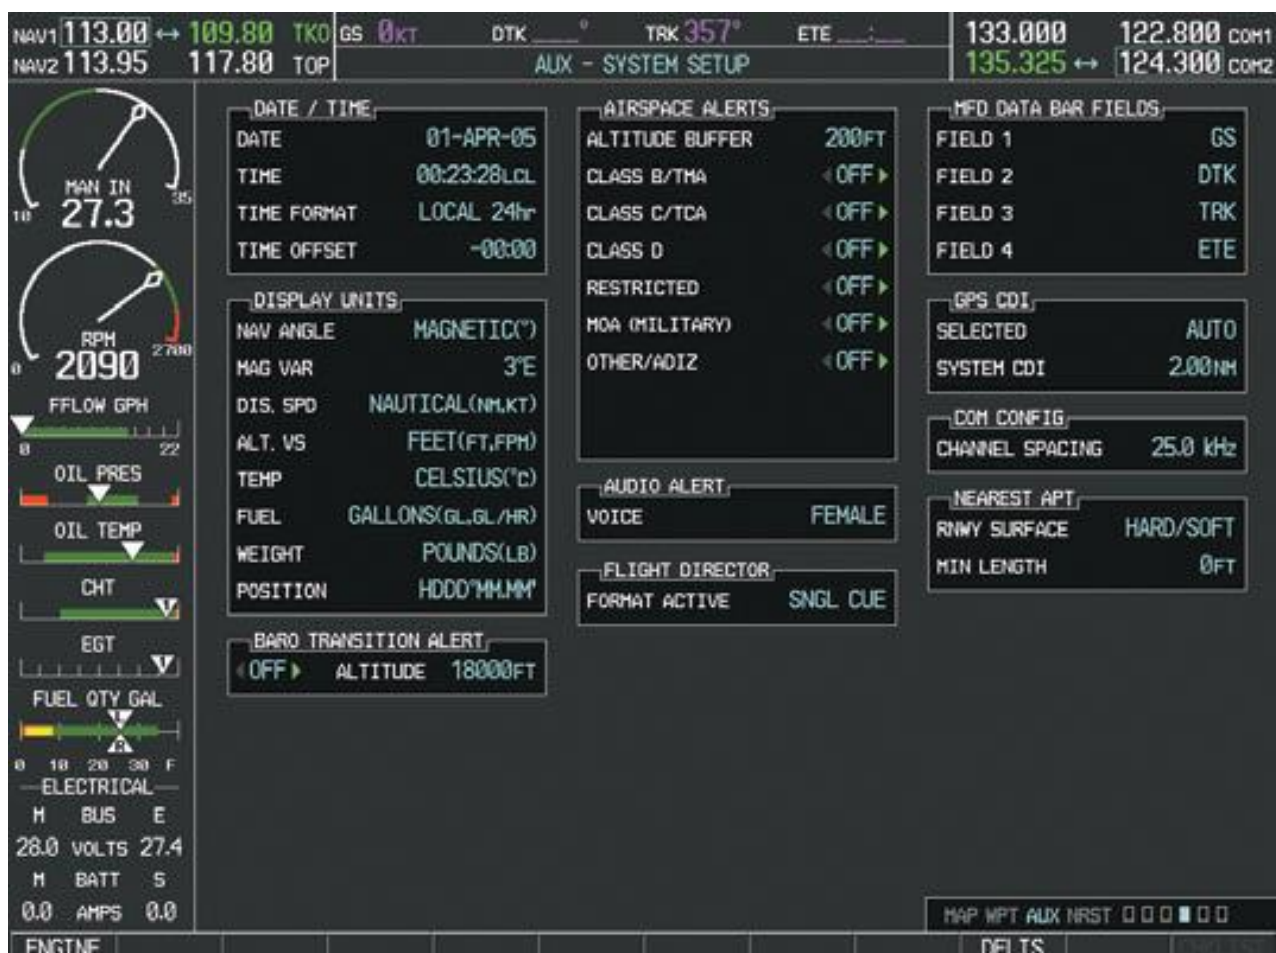 NAV1 113.00 ↔ 109.80 TKO GS 0KT DTK ___° TRK 357° ETE __:__ 133.000 122.800 COM1
NAV2 113.95 117.80 TOP AUX - SYSTEM SETUP 135.325 ↔ 124.300 COM2
MAN IN
10 27.3 35
RPM
0 2090 2700
FFLOW GPH
0 22
OIL PRES
OIL TEMP
CHT
1
EGT
1
FUEL QTY GAL
L
R
0 10 20 30 F
ELECTRICAL
M BUS E
28.0 VOLTS 27.4
M BATT S
0.0 AMPS 0.0
DATE / TIME
DATE 01-APR-05
TIME 00:23:28LCL
TIME FORMAT LOCAL 24hr
TIME OFFSET -00:00
DISPLAY UNITS
NAV ANGLE MAGNETIC(°)
MAG VAR 3°E
DIS. SPD NAUTICAL(NM,KT)
ALT. VS FEET(FT,FPM)
TEMP CELSIUS(°C)
FUEL GALLONS(GL,GL/HR)
WEIGHT POUNDS(LB)
POSITION HDDD°MM.MM'
BARO TRANSITION ALERT
OFF ALTITUDE 18000FT
AIRSPACE ALERTS
ALTITUDE BUFFER 200FT
CLASS B/TMA OFF
CLASS C/TCA OFF
CLASS D OFF
RESTRICTED OFF
MOA (MILITARY) OFF
OTHER/ADIZ OFF
AUDIO ALERT
VOICE FEMALE
FLIGHT DIRECTOR
FORMAT ACTIVE SNGL CUE
MFD DATA BAR FIELDS
FIELD 1 GS
FIELD 2 DTK
FIELD 3 TRK
FIELD 4 ETE
GPS CDI
SELECTED AUTO
SYSTEM CDI 2.00NM
COM CONFIG
CHANNEL SPACING 25.0 kHz
NEAREST APT
RNWY SURFACE HARD/SOFT
MIN LENGTH 0FT
MAP WPT AUX NRST
ENGINE DFLTS CHKLIST